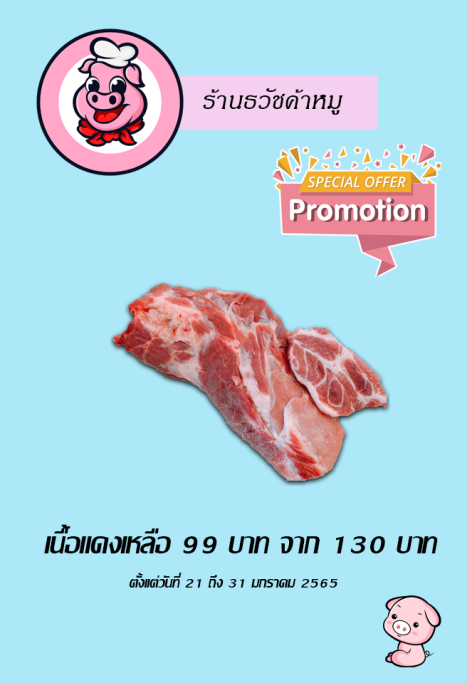 ร้านธวัชค้าหมู
SPECIAL OFFER
Promotion
เนื้อแดงเหลือ 99 บาท จาก 130 บาท
ตั้งแต่วันที่ 21 ถึง 31 มกราคม 2565